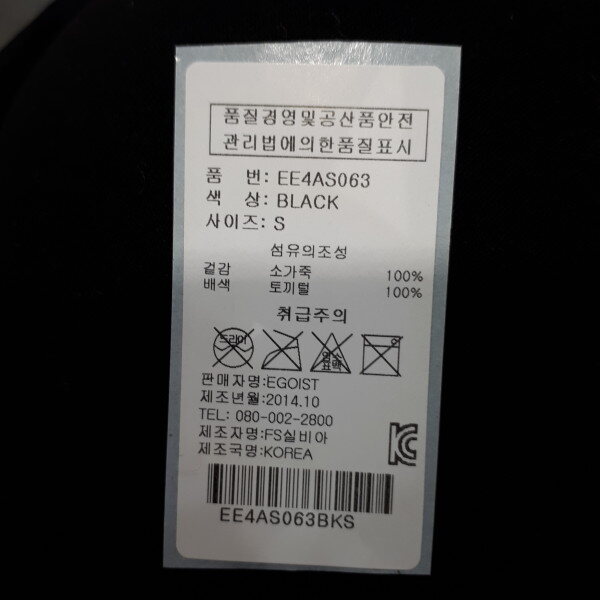 품질경영및공산품안전
관리법에의한품질표시
품 번: EE4AS063
색 상: BLACK
사이즈: S
섬유의조성
겉감 소가죽 100%
배색 토끼털 100%
취급주의
드라이
염소
표백
판매자명:EGOIST
제조년월:2014.10
TEL: 080-002-2800
제조자명:FS실비아
제조국명:KOREA
EE4AS063BKS